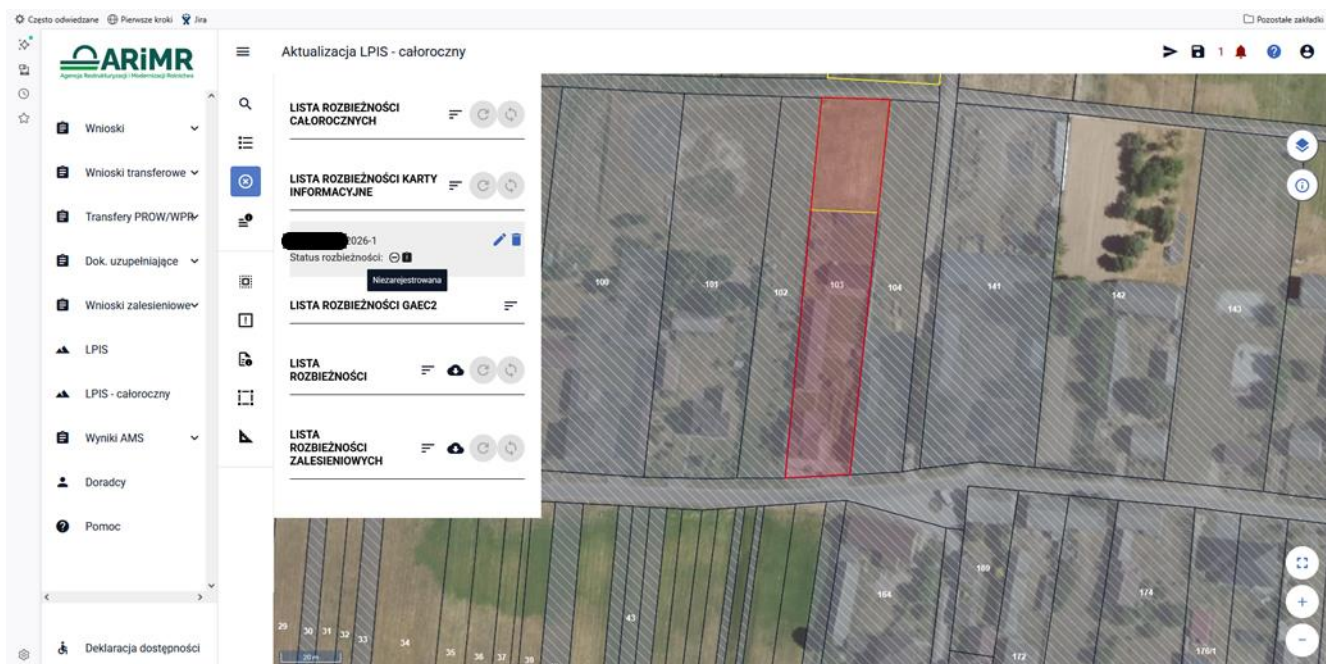 Często odwiedzane Pierwsze kroki Jira Pozostałe zakładki
ARiMR
Agencja Restrukturyzacji i Modernizacji Rolnictwa
Aktualizacja LPIS - całoroczny
1
Wnioski
Wnioski transferowe
Transfery PROW/WPR
Dok. uzupełniające
Wnioski zalesieniowe
LPIS
LPIS - całoroczny
Wyniki AMS
Doradcy
Pomoc
Deklaracja dostępności
LISTA ROZBIEŻNOŚCI
CAŁOROCZNYCH
LISTA ROZBIEŻNOŚCI KARTY
INFORMACYJNE
2026-1
Status rozbieżności:
Niezarejestrowana
LISTA ROZBIEŻNOŚCI GAEC2
LISTA
ROZBIEŻNOŚCI
LISTA
ROZBIEŻNOŚCI
ZALESIENIOWYCH
100
101
102
103
104
141
142
143
29
30
31
32
33
34
35
36
37
38
43
164
169
172
174
176/1
20 m